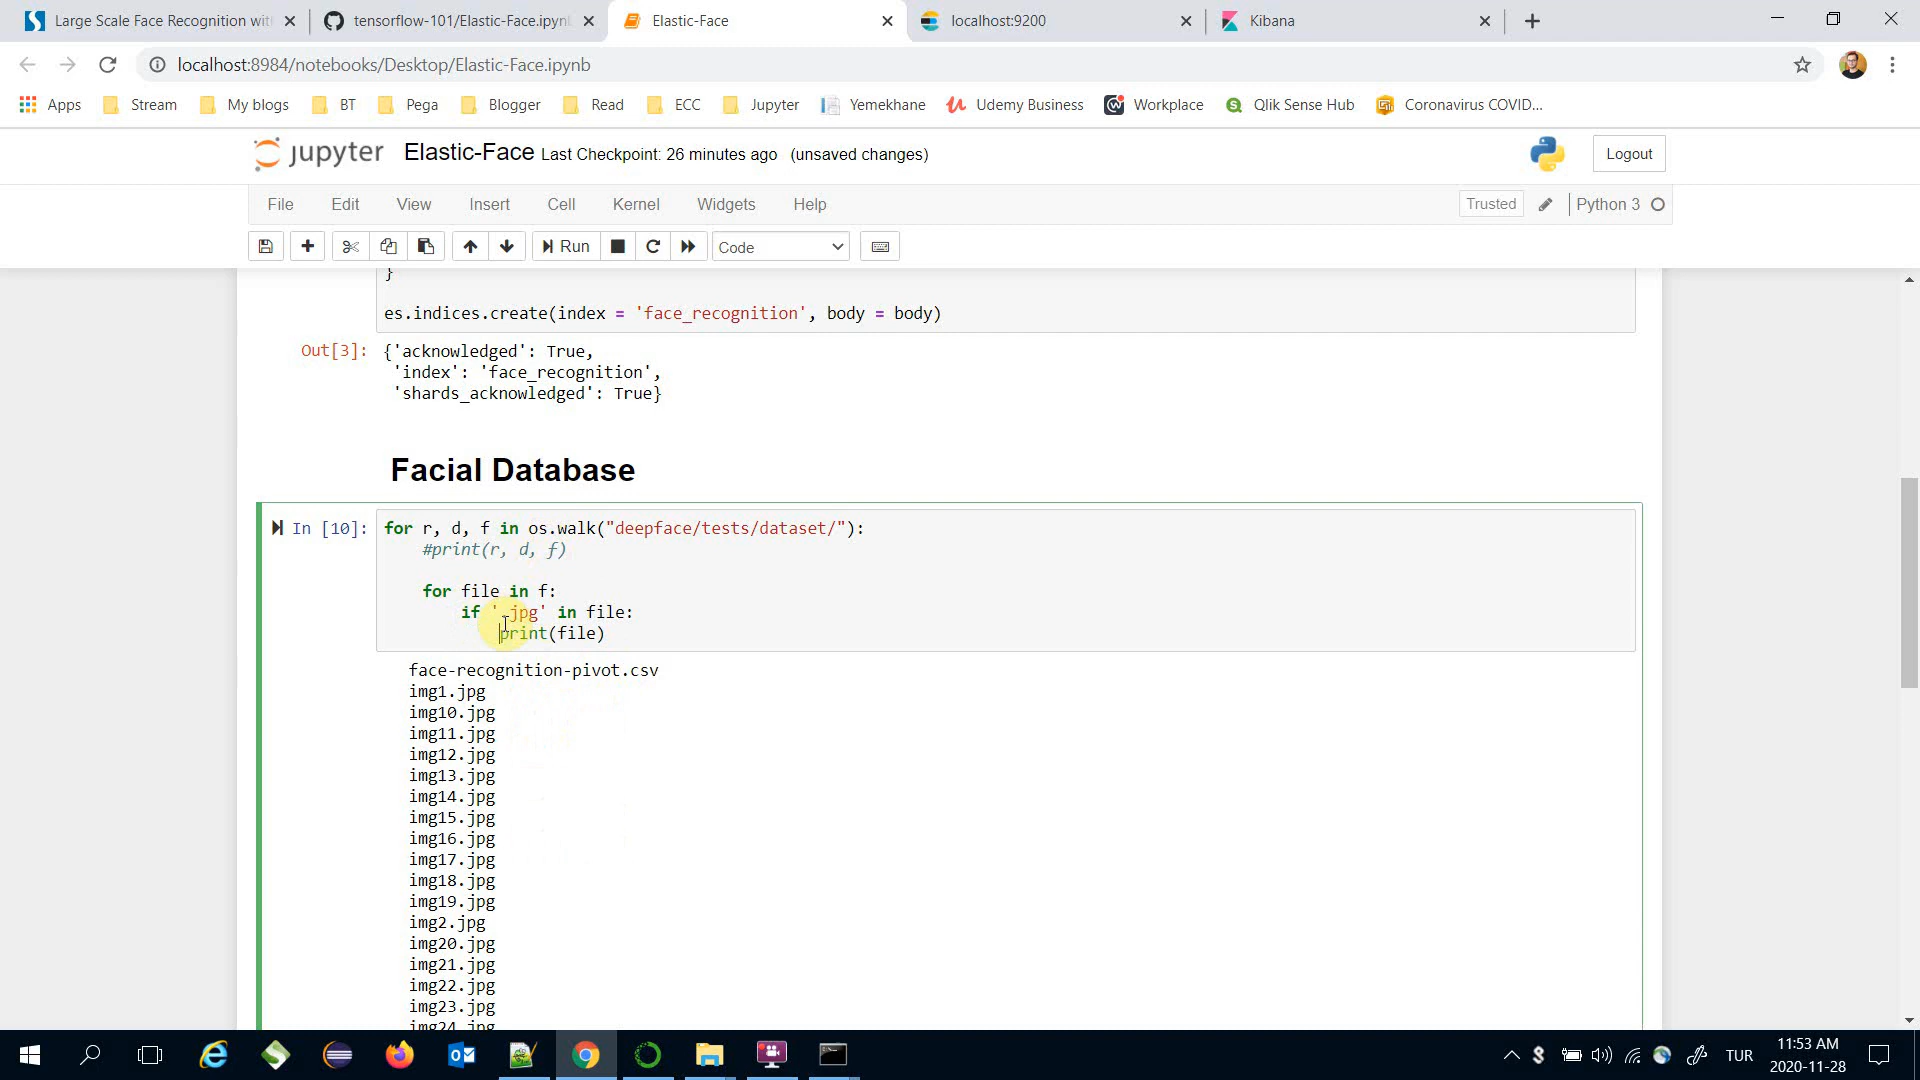 Large Scale Face Recognition wit
tensorflow-101/Elastic-Face.ipyn
Elastic-Face
localhost:9200
Kibana
localhost:8984/notebooks/Desktop/Elastic-Face.ipynb
Apps
Stream
My blogs
BT
Pega
Blogger
Read
ECC
Jupyter
Yemekhane
Udemy Business
Workplace
Qlik Sense Hub
Coronavirus COVID...
jupyter Elastic-Face Last Checkpoint: 26 minutes ago (unsaved changes)
Logout
File Edit View Insert Cell Kernel Widgets Help
Trusted
Python 3
Run
Code
}
es.indices.create(index = 'face_recognition', body = body)
Out[3]: {'acknowledged': True,
'index': 'face_recognition',
'shards_acknowledged': True}
Facial Database
In [10]: for r, d, f in os.walk("deepface/tests/dataset/"):
#print(r, d, f)
for file in f:
if '.jpg' in file:
print(file)
face-recognition-pivot.csv
img1.jpg
img10.jpg
img11.jpg
img12.jpg
img13.jpg
img14.jpg
img15.jpg
img16.jpg
img17.jpg
img18.jpg
img19.jpg
img2.jpg
img20.jpg
img21.jpg
img22.jpg
img23.jpg
img24.jpg
TUR
11:53 AM
2020-11-28